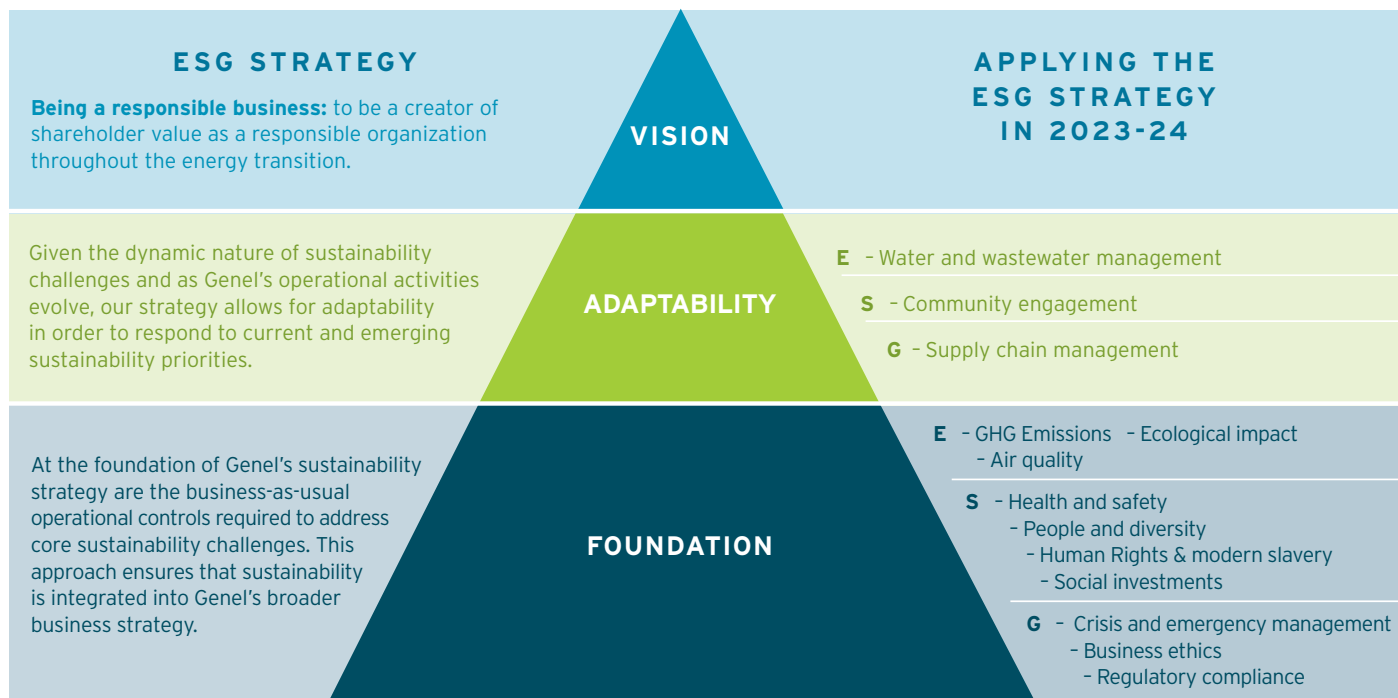 ESG STRATEGY
Being a responsible business: to be a creator of
shareholder value as a responsible organization
throughout the energy transition.
VISION
APPLYING THE
ESG STRATEGY
IN 2023-24
Given the dynamic nature of sustainability
challenges and as Genel's operational activities
evolve, our strategy allows for adaptability
in order to respond to current and emerging
sustainability priorities.
ADAPTABILITY
E – Water and wastewater management
S – Community engagement
G – Supply chain management
At the foundation of Genel's sustainability
strategy are the business-as-usual
operational controls required to address
core sustainability challenges. This
approach ensures that sustainability
is integrated into Genel's broader
business strategy.
FOUNDATION
E – GHG Emissions – Ecological impact
– Air quality
S – Health and safety
– People and diversity
– Human Rights & modern slavery
– Social investments
G – Crisis and emergency management
– Business ethics
– Regulatory compliance